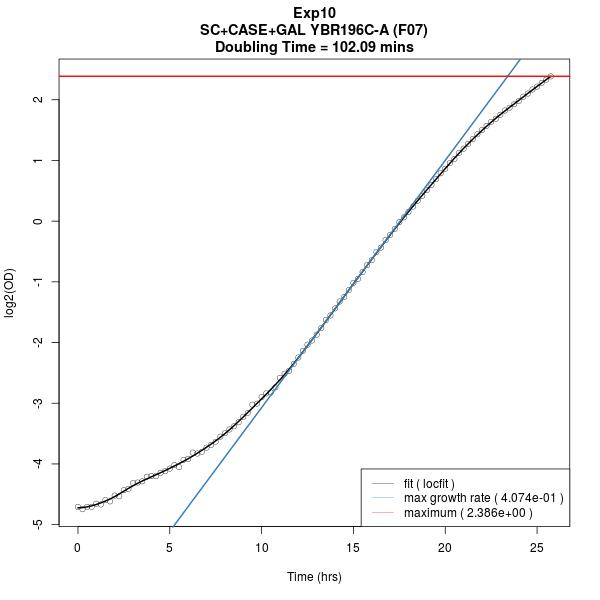 Exp10
SC+CASE+GAL YBR196C-A (F07)
Doubling Time = 102.09 mins
2
1
0
-1
-2
-3
-4
-5
log2(OD)
fit ( locfit )
max growth rate ( 4.074e-01 )
maximum ( 2.386e+00 )
0 5 10 15 20 25
Time (hrs)